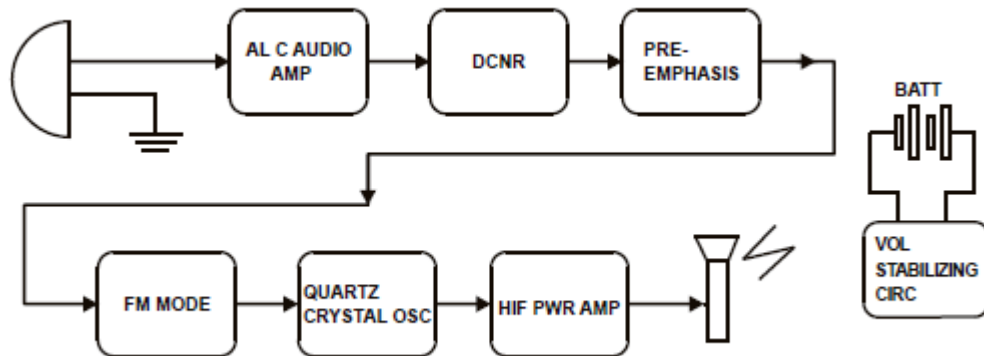 AL C AUDIO
AMP
DCNR
PRE-
EMPHASIS
BATT
VOL
STABILIZING
CIRC
FM MODE
QUARTZ
CRYSTAL OSC
HIF PWR AMP